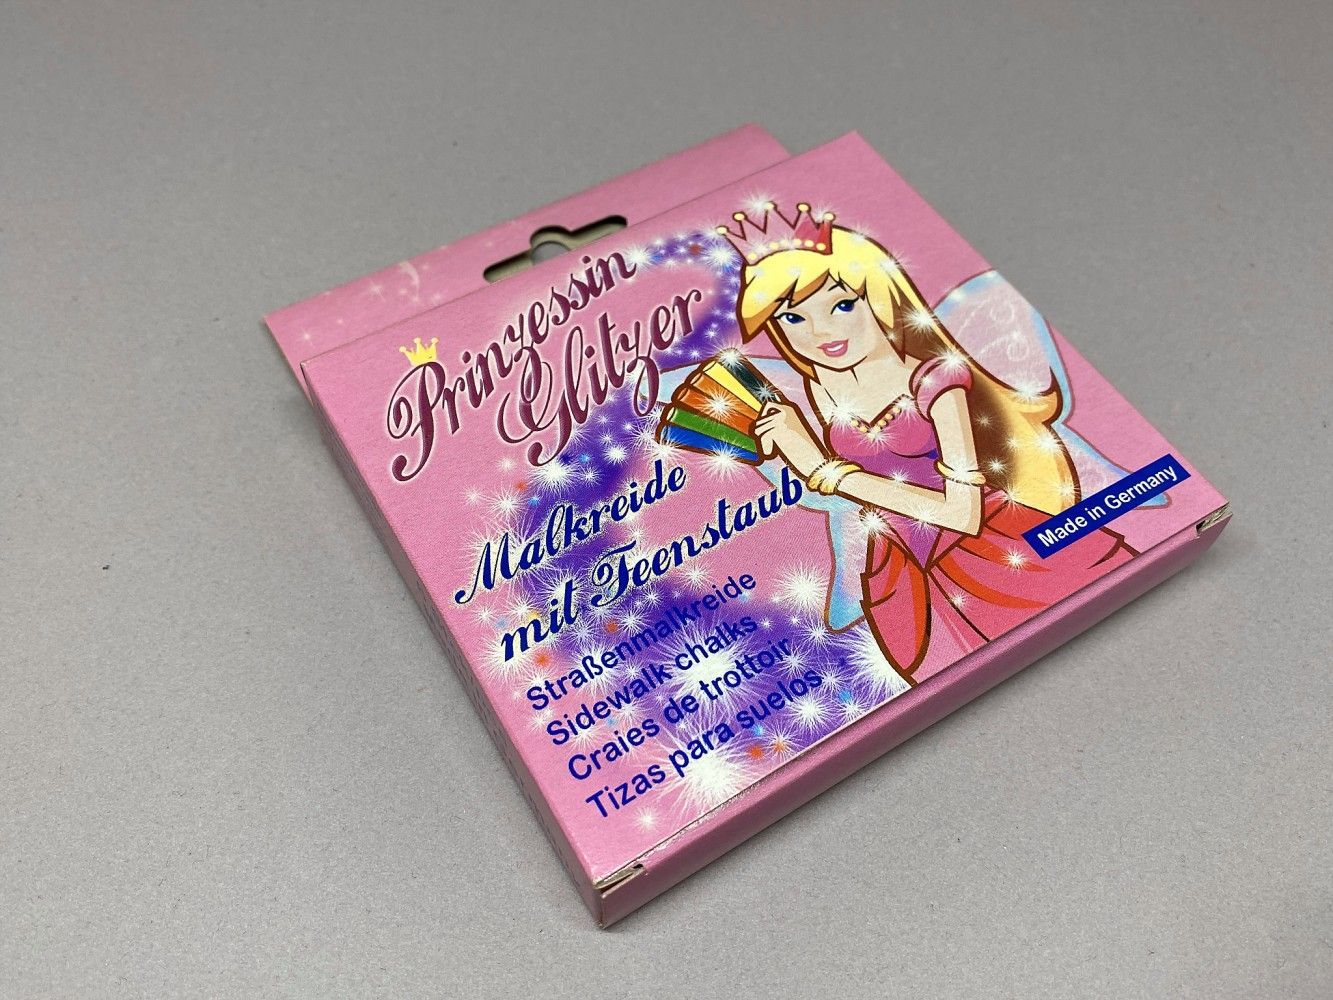 Prinzessin
Glitzer
Malkreide
mit Feenstaub
Straßenmalkreide
Sidewalk chalks
Craies de trottoir
Tizas para suelos
Made in Germany